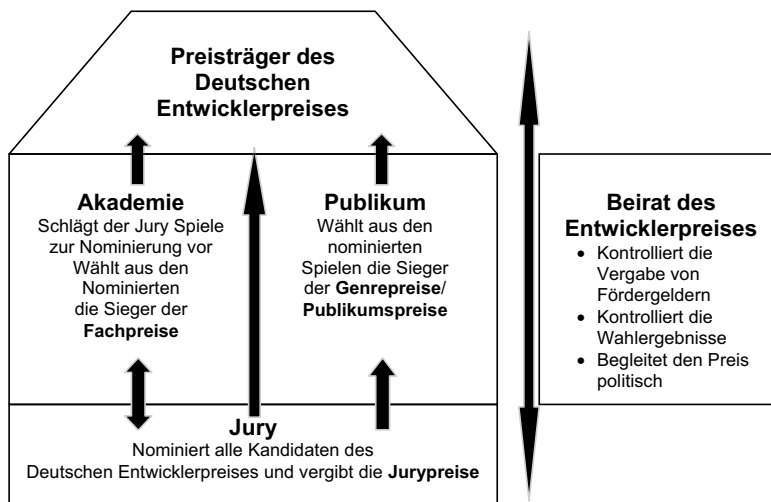 Preisträger des
Deutschen
Entwicklerpreises
Akademie
Schlägt der Jury Spiele
zur Nominierung vor
Wählt aus den
Nominierten
die Sieger der
Fachpreise
Publikum
Wählt aus den
nominierten
Spielen die Sieger
der Genrepreise/
Publikumspreise
Jury
Nominiert alle Kandidaten des
Deutschen Entwicklerpreises und vergibt die Jurypreise
Beirat des
Entwicklerpreises
• Kontrolliert die
Vergabe von
Fördergeldern
• Kontrolliert die
Wahlergebnisse
• Begleitet den Preis
politisch